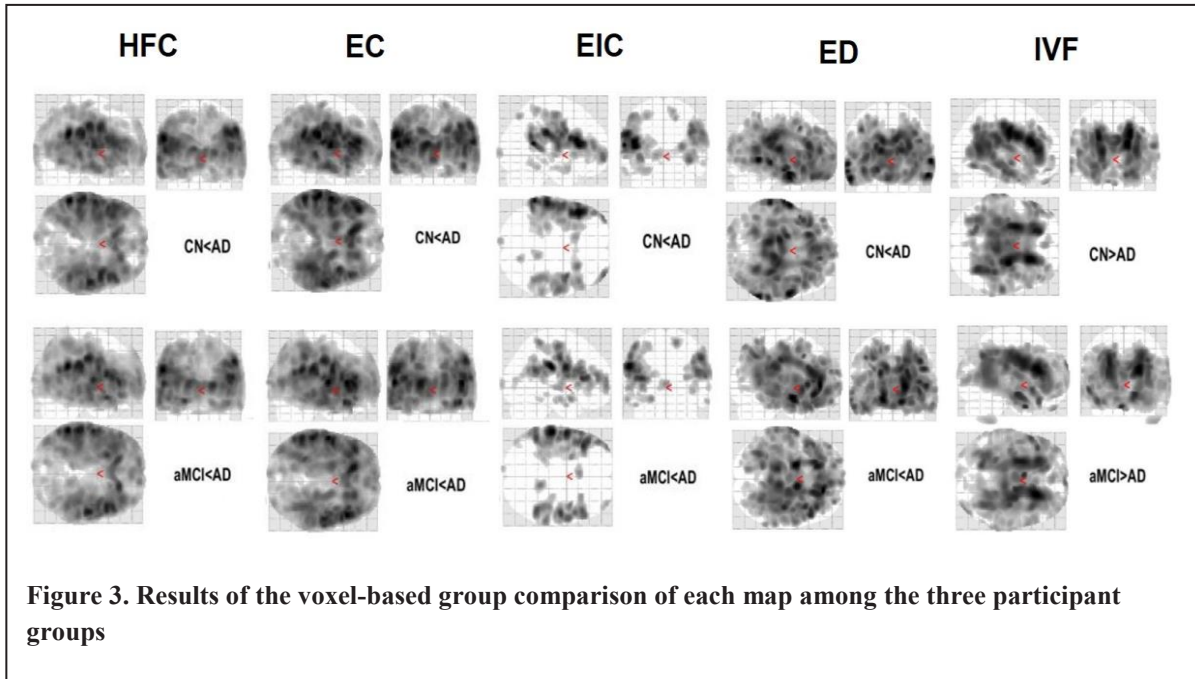 HFC EC EIC ED IVF
CN<AD CN<AD CN<AD CN<AD CN>AD
aMCI<AD aMCI<AD aMCI<AD aMCI<AD aMCI>AD
Figure 3. Results of the voxel-based group comparison of each map among the three participant
groups